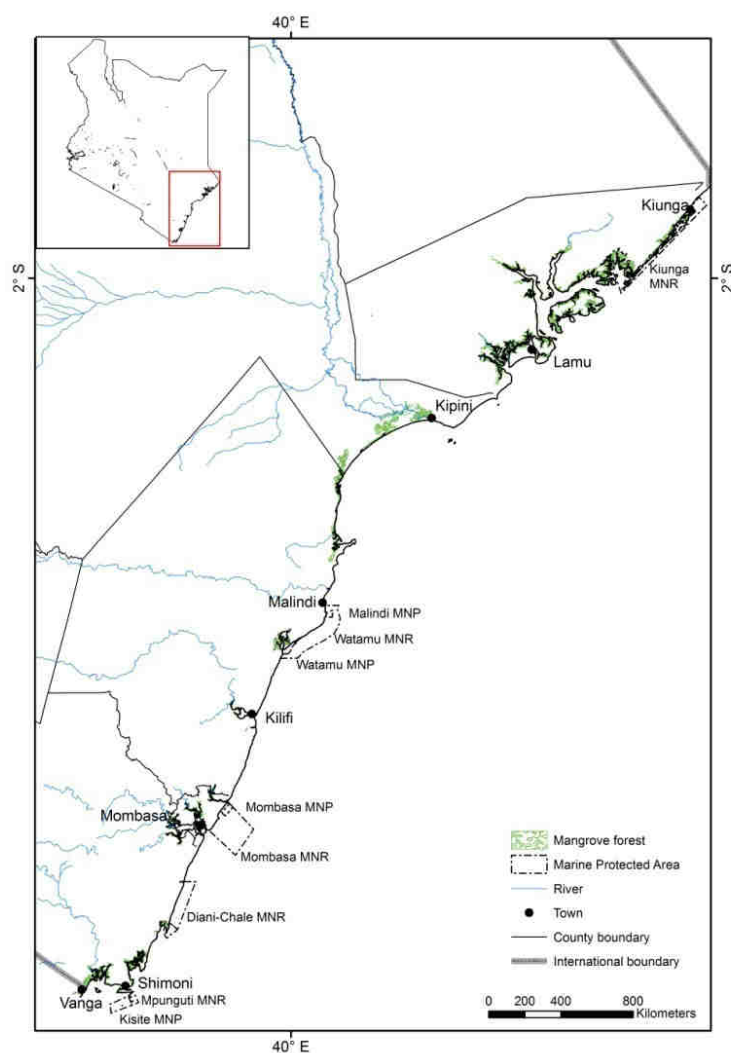 40° E
Kiunga
2° S
2° S
Kiunga
MNR
Lamu
Kipini
Malindi
Malindi MNP
Watamu MNR
Watamu MNP
Kilifi
Mombasa
Mombasa MNP
Mombasa MNR
Diani-Chale MNR
Shimoni
Vanga
Mpunguti MNR
Kisite MNP
Mangrove forest
Marine Protected Area
River
Town
County boundary
International boundary
0 200 400 600 800
Kilometers
40° E